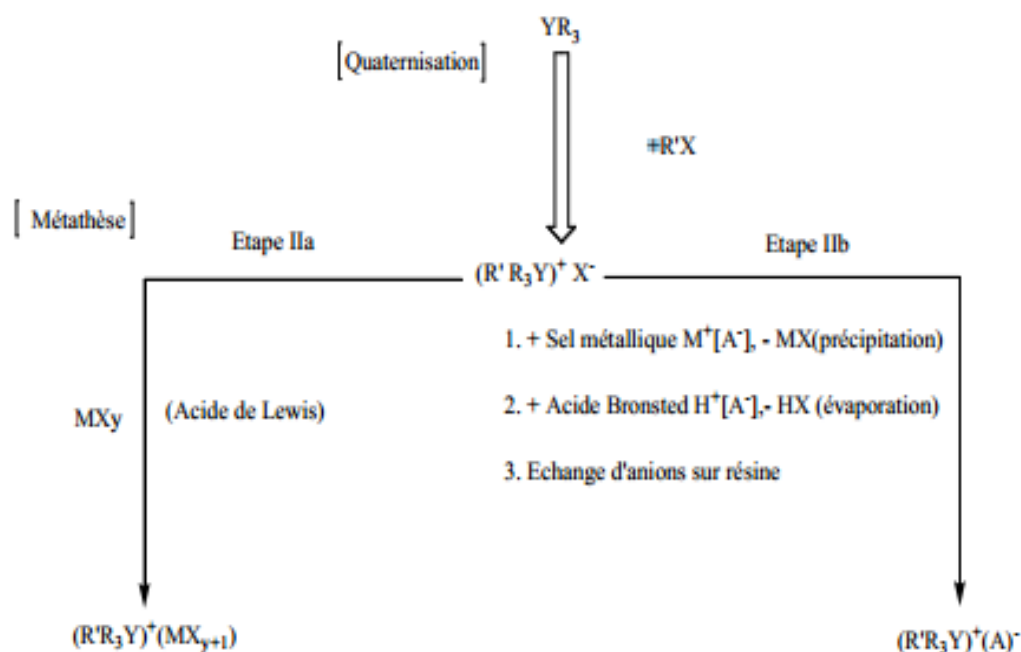 YR₃
[Quaternisation]
+R'X
[ Métathèse]
Etape IIa
Etape IIb
(R' R₃Y)⁺ X⁻
1. + Sel métallique M⁺[A⁻], - MX(précipitation)
MXy
(Acide de Lewis)
2. + Acide Bronsted H⁺[A⁻],- HX (évaporation)
3. Echange d'anions sur résine
(R'R₃Y)⁺(MXᵧ₊₁)
(R'R₃Y)⁺(A)⁻